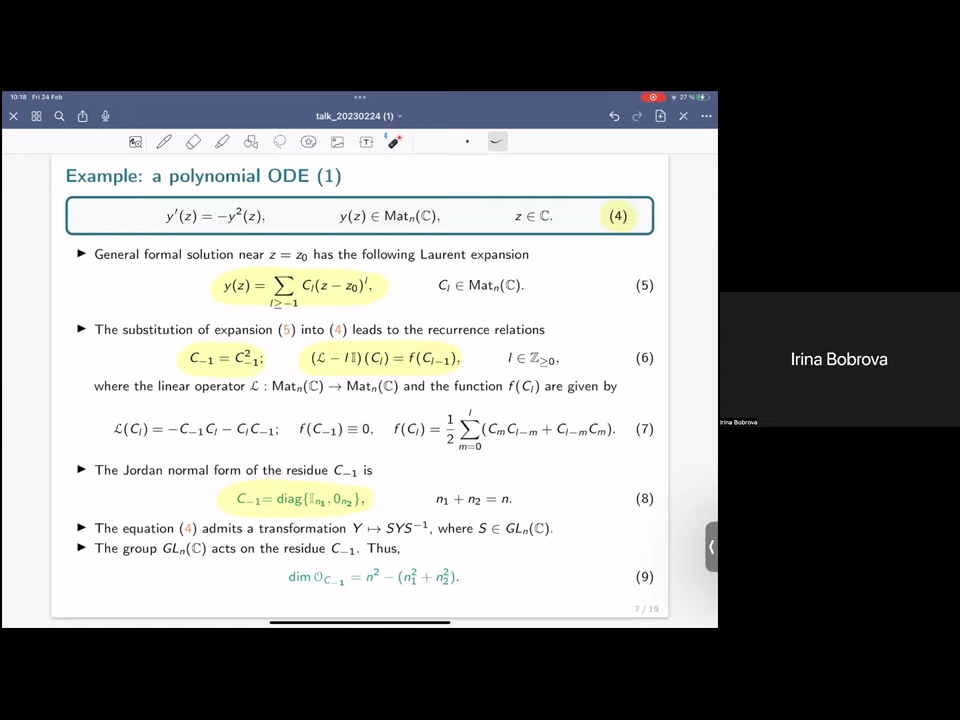 10:18 Fri 24 Feb
27 %
talk_20230224 (1)
Example: a polynomial ODE (1)
y′(z) = −y²(z), y(z) ∈ Matₙ(ℂ), z ∈ ℂ. (4)
► General formal solution near z = z₀ has the following Laurent expansion
y(z) = ∑_{l≥−1} C_l(z − z₀)^l, C_l ∈ Matₙ(ℂ). (5)
► The substitution of expansion (5) into (4) leads to the recurrence relations
C₋₁ = C²₋₁; (ℒ − l 𝕀)(C_l) = f(C_{l−1}), l ∈ ℤ_{≥0}, (6)
where the linear operator ℒ : Matₙ(ℂ) → Matₙ(ℂ) and the function f(C_l) are given by
ℒ(C_l) = −C₋₁C_l − C_lC₋₁; f(C₋₁) ≡ 0, f(C_l) = 1/2 ∑_{m=0}^{l} (C_mC_{l−m} + C_{l−m}C_m). (7)
► The Jordan normal form of the residue C₋₁ is
C₋₁= diag{𝕀_{n₁}, 0_{n₂}}, n₁ + n₂ = n. (8)
► The equation (4) admits a transformation Y ↦ SYS⁻¹, where S ∈ GLₙ(ℂ).
► The group GLₙ(ℂ) acts on the residue C₋₁. Thus,
dim 𝒪_{C₋₁} = n² − (n₁² + n₂²). (9)
7 / 19
Irina Bobrova
Irina Bobrova